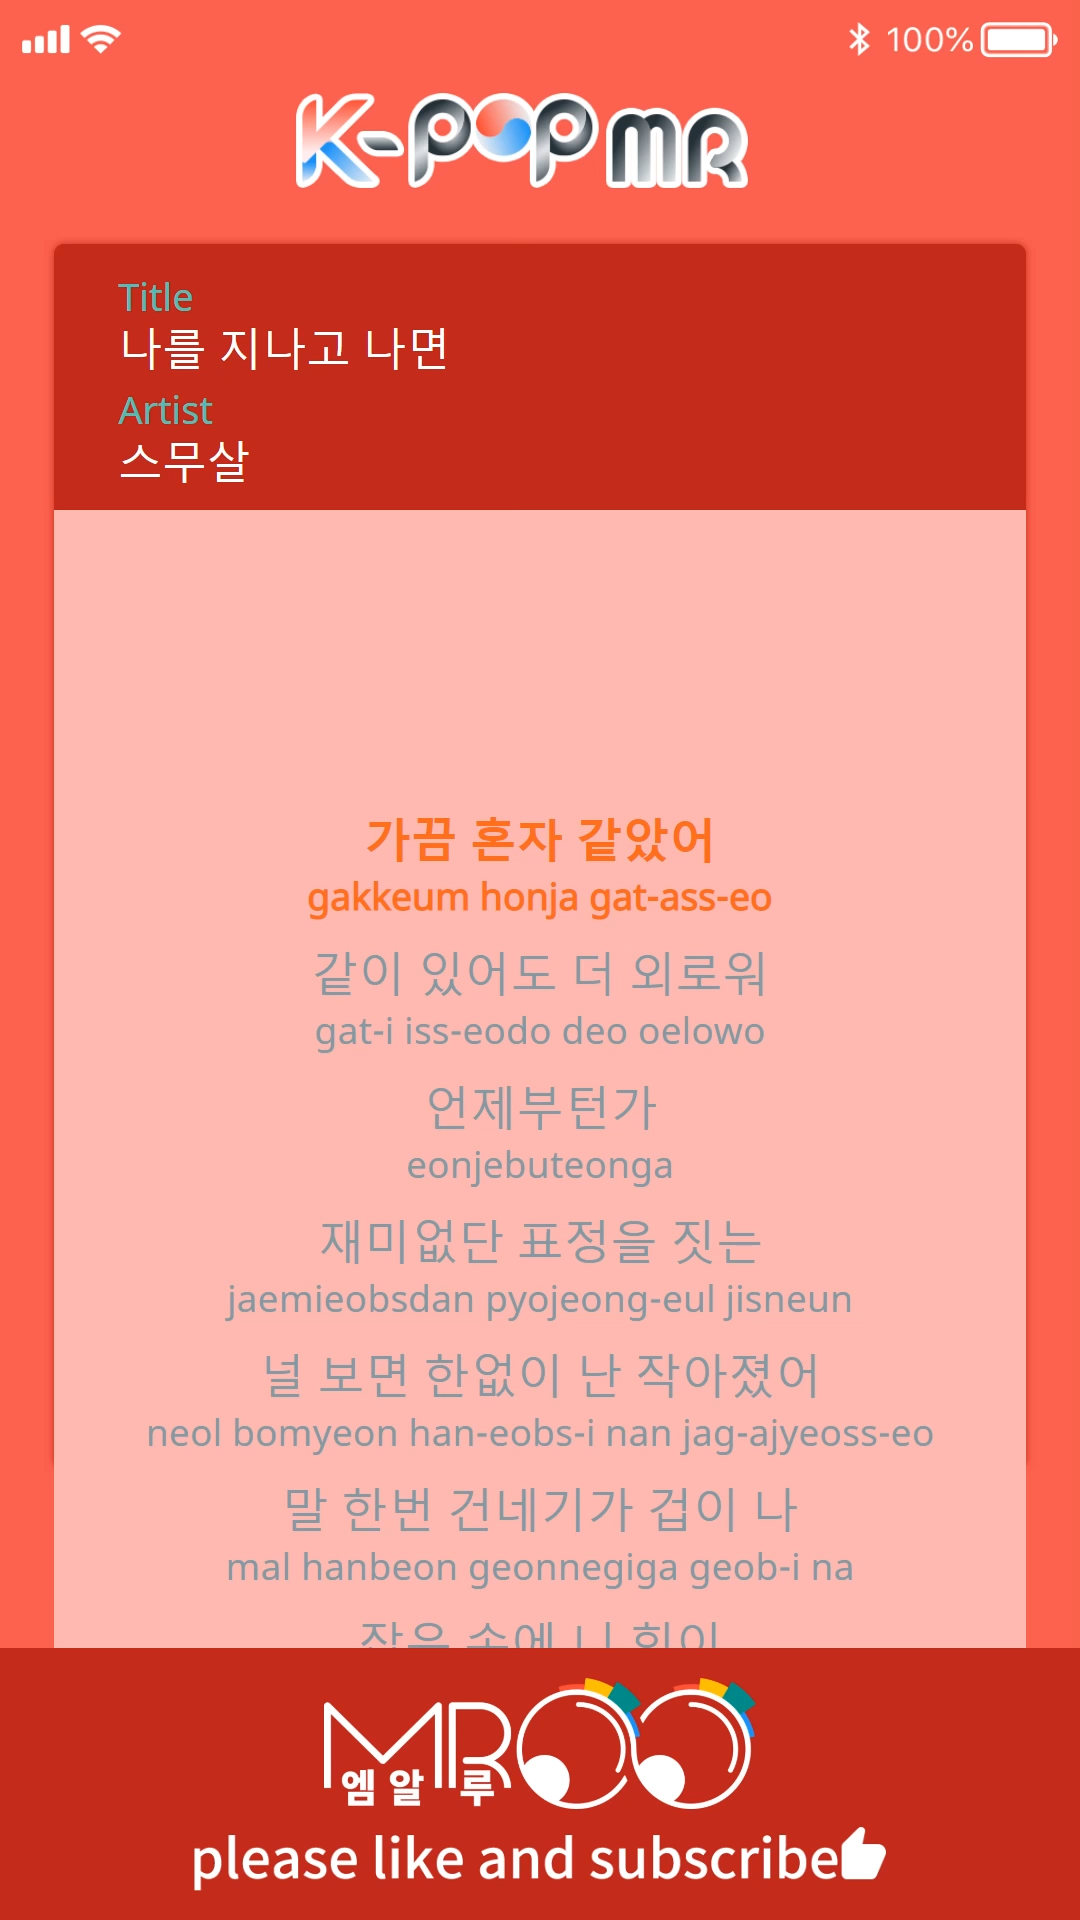 100%
K-POP MR
Title
나를 지나고 나면
Artist
스무살
가끔 혼자 같았어
gakkeum honja gat-ass-eo
같이 있어도 더 외로워
gat-i iss-eodo deo oelowo
언제부턴가
eonjebuteonga
재미없단 표정을 짓는
jaemieobsdan pyojeong-eul jisneun
널 보면 한없이 난 작아졌어
neol bomyeon han-eobs-i nan jag-ajyeoss-eo
말 한번 건네기가 겁이 나
mal hanbeon geonnegiga geob-i na
MROO
엠알루
please like and subscribe